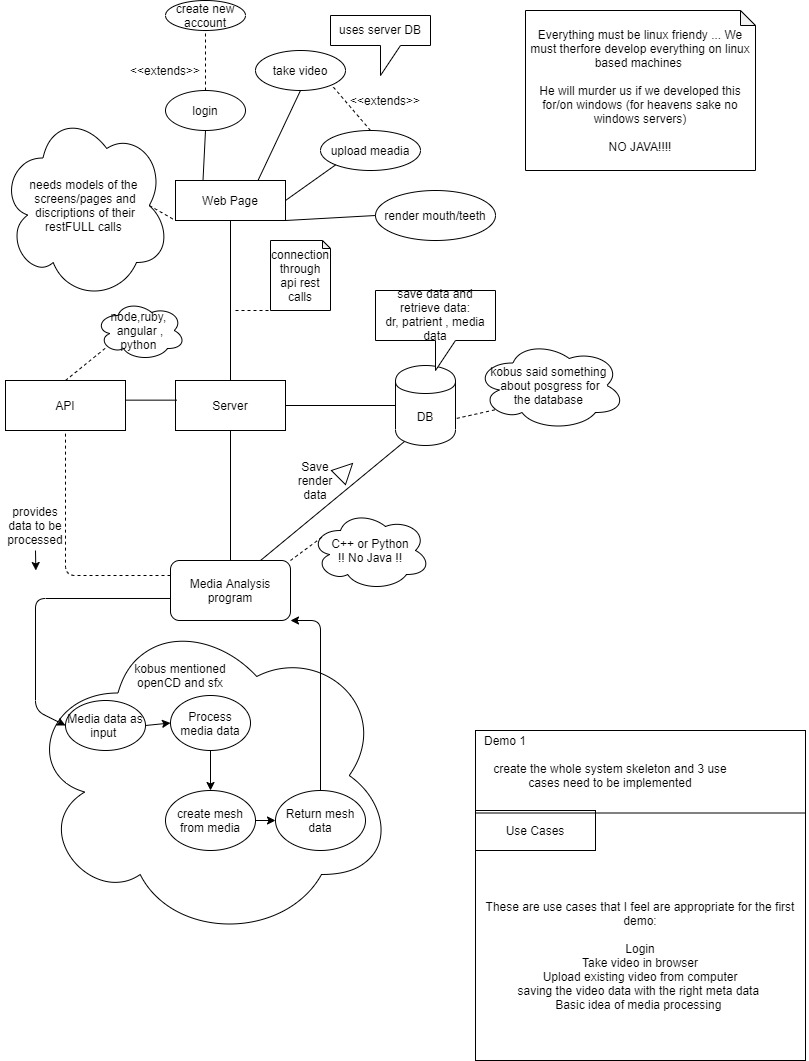 create new
account
uses server DB
Everything must be linux friendy ... We
must therfore develop everything on linux
based machines
He will murder us if we developed this
for/on windows (for heavens sake no
windows servers)
NO JAVA!!!!
<<extends>>
take video
<<extends>>
login
upload meadia
needs models of the
screens/pages and
discriptions of their
restFULL calls
Web Page
render mouth/teeth
connection
through
api rest
calls
save data and
retrieve data:
dr, patrient , media
data
node,ruby,
angular ,
python
kobus said something
about posgress for
the database
API
Server
DB
Save
render
data
provides
data to be
processed
C++ or Python
!! No Java !!
Media Analysis
program
kobus mentioned
openCD and sfx
Media data as
input
Process
media data
create mesh
from media
Return mesh
data
Demo 1
create the whole system skeleton and 3 use
cases need to be implemented
Use Cases
These are use cases that I feel are appropriate for the first
demo:
Login
Take video in browser
Upload existing video from computer
saving the video data with the right meta data
Basic idea of media processing